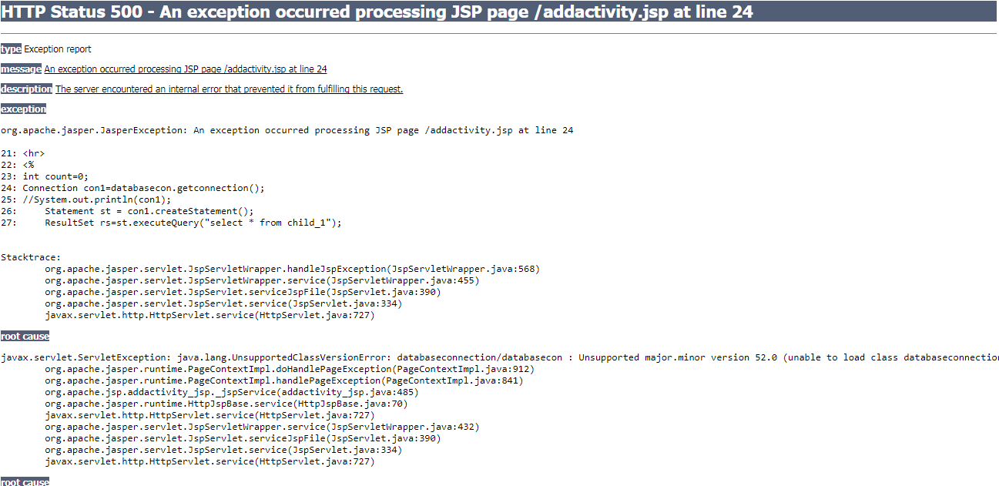 HTTP Status 500 - An exception occurred processing JSP page /addactivity.jsp at line 24
type Exception report
message An exception occurred processing JSP page /addactivity.jsp at line 24
description The server encountered an internal error that prevented it from fulfilling this request.
exception
org.apache.jasper.JasperException: An exception occurred processing JSP page /addactivity.jsp at line 24
21: <hr>
22: <%
23: int count=0;
24: Connection con1=databasecon.getconnection();
25: //System.out.println(con1);
26:     Statement st = con1.createStatement();
27:     ResultSet rs=st.executeQuery("select * from child_1");
Stacktrace:
org.apache.jasper.servlet.JspServletWrapper.handleJspException(JspServletWrapper.java:568)
org.apache.jasper.servlet.JspServletWrapper.service(JspServletWrapper.java:455)
org.apache.jasper.servlet.JspServlet.serviceJspFile(JspServlet.java:390)
org.apache.jasper.servlet.JspServlet.service(JspServlet.java:334)
javax.servlet.http.HttpServlet.service(HttpServlet.java:727)
root cause
javax.servlet.ServletException: java.lang.UnsupportedClassVersionError: databaseconnection/databasecon : Unsupported major.minor version 52.0 (unable to load class databaseconnectio
org.apache.jasper.runtime.PageContextImpl.doHandlePageException(PageContextImpl.java:912)
org.apache.jasper.runtime.PageContextImpl.handlePageException(PageContextImpl.java:841)
org.apache.jsp.addactivity_jsp._jspService(addactivity_jsp.java:485)
org.apache.jasper.runtime.HttpJspBase.service(HttpJspBase.java:70)
javax.servlet.http.HttpServlet.service(HttpServlet.java:727)
org.apache.jasper.servlet.JspServletWrapper.service(JspServletWrapper.java:432)
org.apache.jasper.servlet.JspServlet.serviceJspFile(JspServlet.java:390)
org.apache.jasper.servlet.JspServlet.service(JspServlet.java:334)
javax.servlet.http.HttpServlet.service(HttpServlet.java:727)
root cause